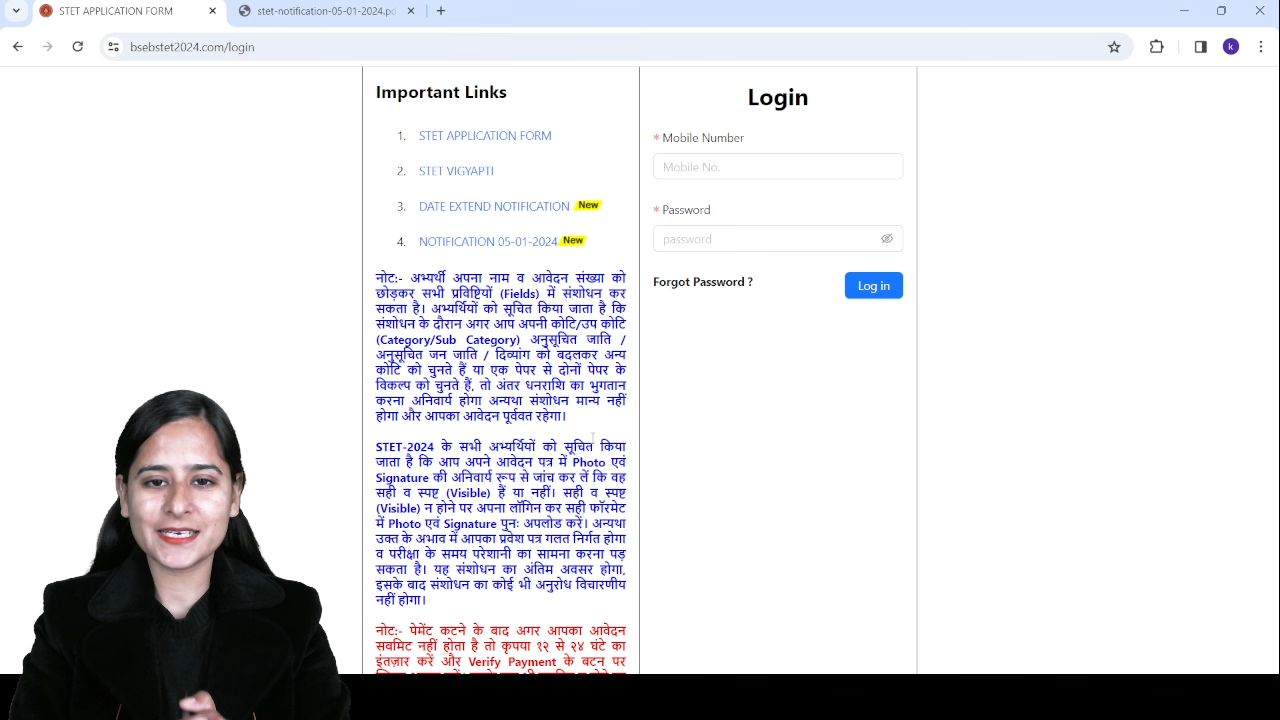 STET APPLICATION FORM
stet-notification-05-01-2024.pd
bsebstet2024.com/login
k
Important Links
1. STET APPLICATION FORM
2. STET VIGYAPTI
3. DATE EXTEND NOTIFICATION New
4. NOTIFICATION 05-01-2024 New
नोट:- अभ्यर्थी अपना नाम व आवेदन संख्या को
छोड़कर सभी प्रविष्टियों (Fields) में संशोधन कर
सकता है। अभ्यर्थियों को सूचित किया जाता है कि
संशोधन के दौरान अगर आप अपनी कोटि/उप कोटि
(Category/Sub Category) अनुसूचित जाति /
अनुसूचित जन जाति / दिव्यांग को बदलकर अन्य
कोटि को चुनते हैं या एक पेपर से दोनों पेपर के
विकल्प को चुनते हैं, तो अंतर धनराशि का भुगतान
करना अनिवार्य होगा अन्यथा संशोधन मान्य नहीं
होगा और आपका आवेदन पूर्ववत रहेगा।
STET-2024 के सभी अभ्यर्थियों को सूचित किया
जाता है कि आप अपने आवेदन पत्र में Photo एवं
Signature की अनिवार्य रूप से जांच कर लें कि वह
सही व स्पष्ट (Visible) हैं या नहीं। सही व स्पष्ट
(Visible) न होने पर अपना लॉगिन कर सही फॉरमेट
में Photo एवं Signature पुनः अपलोड करें। अन्यथा
उक्त के अभाव में आपका प्रवेश पत्र गलत निर्गत होगा
व परीक्षा के समय परेशानी का सामना करना पड़
सकता है। यह संशोधन का अंतिम अवसर होगा,
इसके बाद संशोधन का कोई भी अनुरोध विचारणीय
नहीं होगा।
नोट:- पेमेंट कटने के बाद अगर आपका आवेदन
सबमिट नहीं होता है तो कृपया १२ से २४ घंटे का
इंतज़ार करें और Verify Payment के बटन पर
Login
* Mobile Number
Mobile No.
* Password
password
Forgot Password ?
Log in